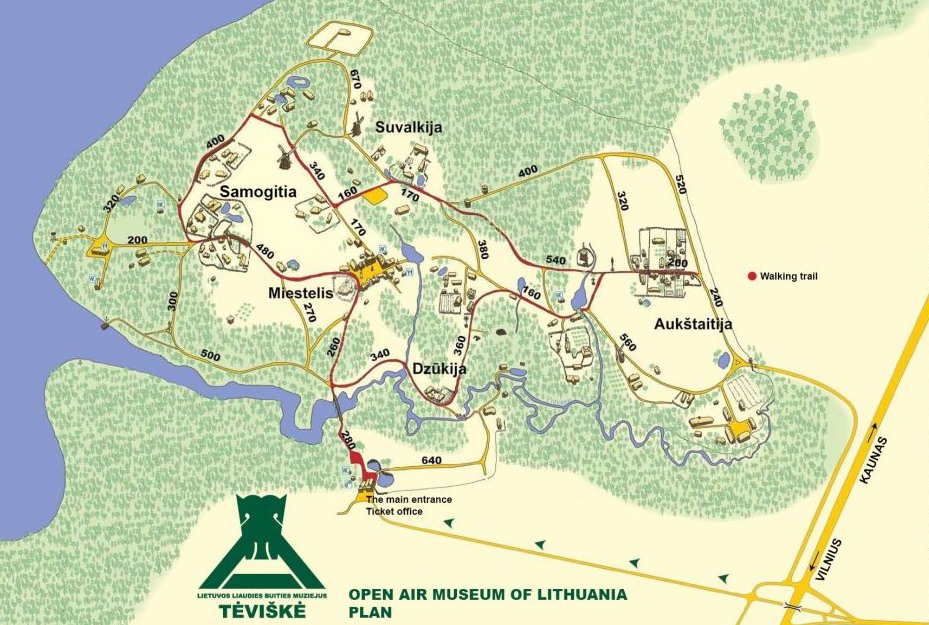 670
Suvalkija
400
340
400
Samogitia
160
170
520
320
320
170
200
480
380
540
260
Miestelis
160
Walking trail
300
270
240
Aukštaitija
260
360
560
500
340
Dzūkija
280
640
KAUNAS
The main entrance
Ticket office
VILNIUS
LIETUVOS LIAUDIES BUITIES MUZIEJUS
TĖVIŠKĖ
OPEN AIR MUSEUM OF LITHUANIA
PLAN